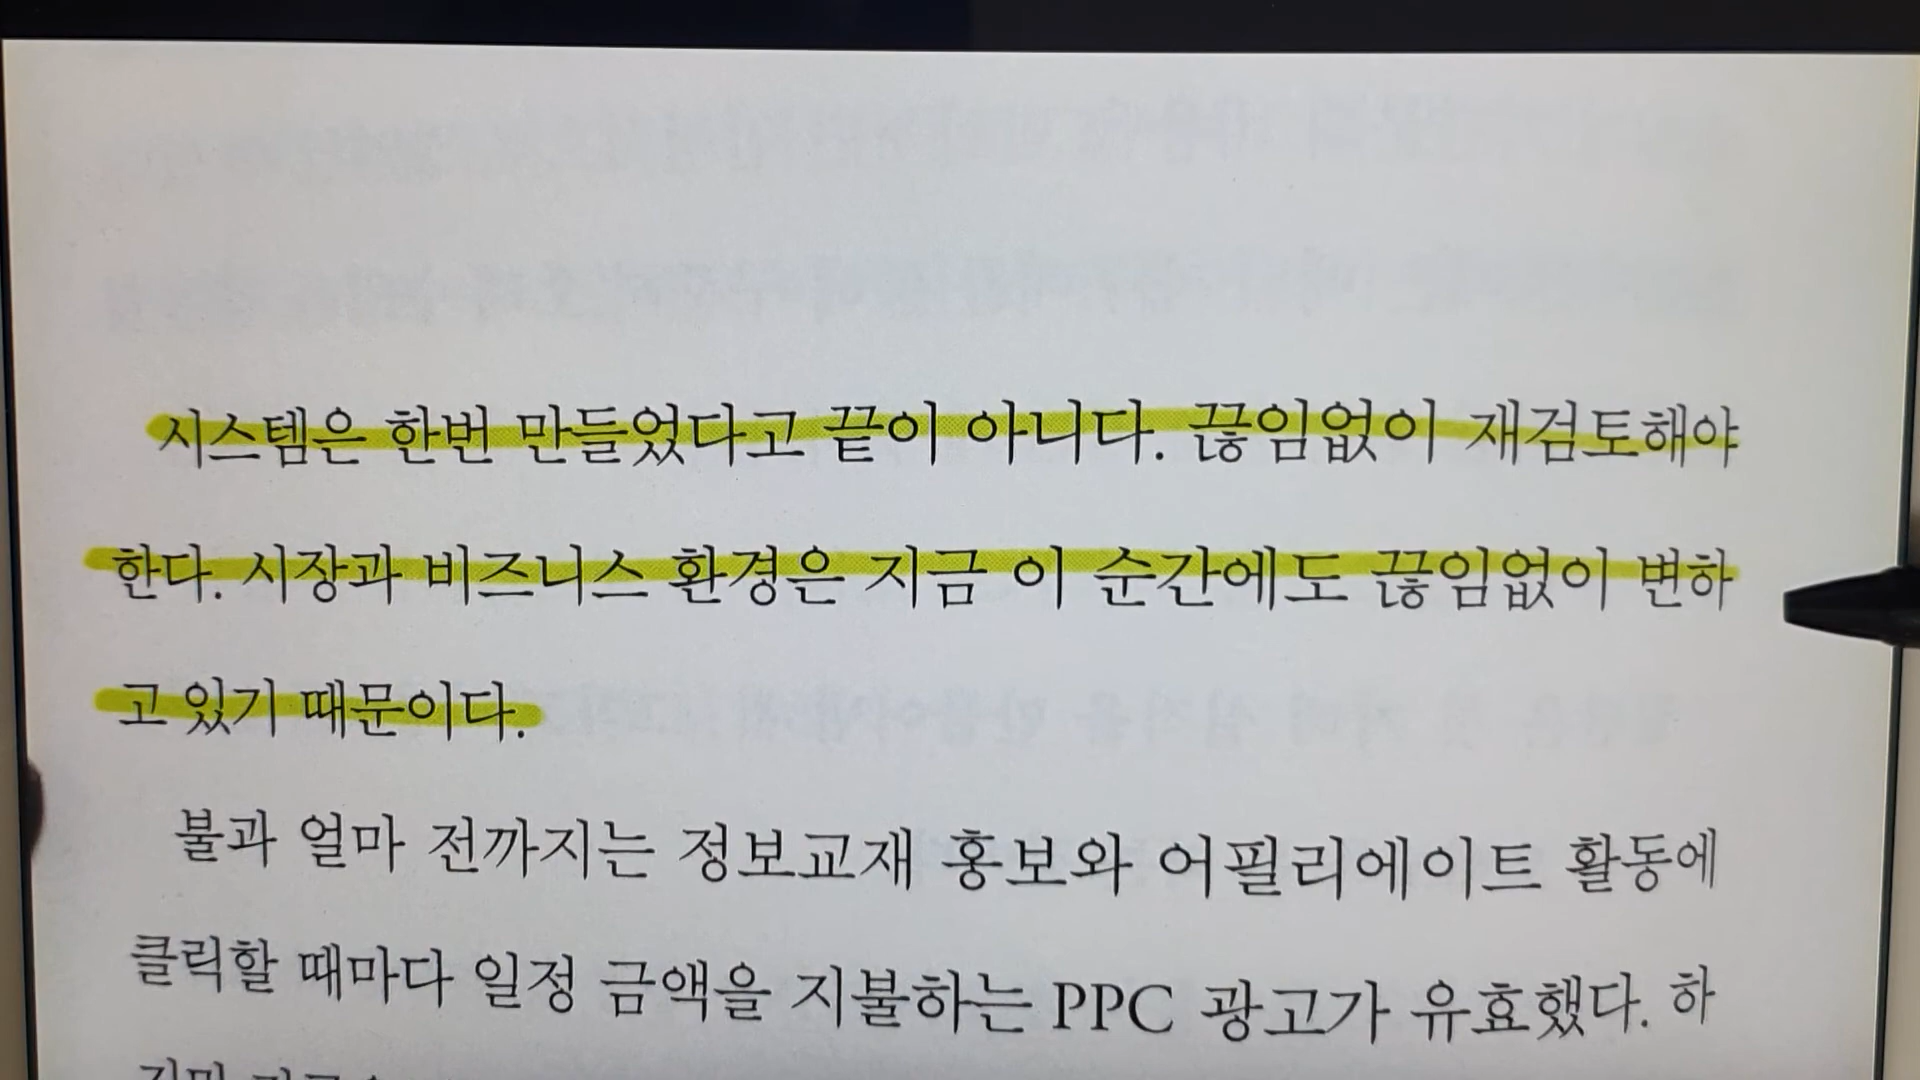 시스템은 한번 만들었다고 끝이 아니다. 끊임없이 재검토해야
한다. 시장과 비즈니스 환경은 지금 이 순간에도 끊임없이 변하
고 있기 때문이다.
불과 얼마 전까지는 정보교재 홍보와 어필리에이트 활동에
클릭할 때마다 일정 금액을 지불하는 PPC 광고가 유효했다. 하